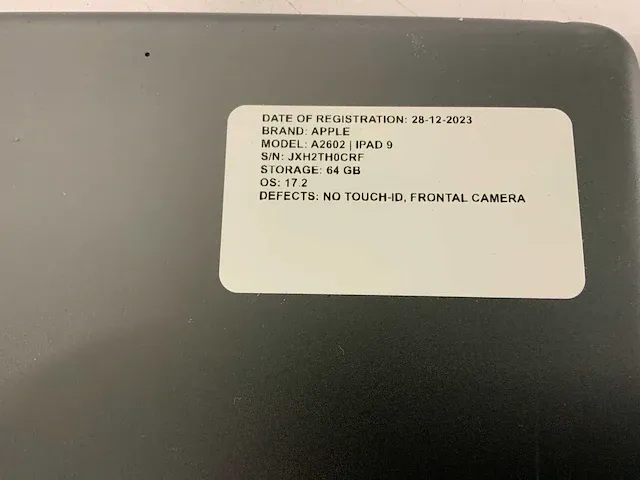 DATE OF REGISTRATION: 28-12-2023
BRAND: APPLE
MODEL: A2602 | IPAD 9
S/N: JXH2TH0CRF
STORAGE: 64 GB
OS: 17.2
DEFECTS: NO TOUCH-ID, FRONTAL CAMERA